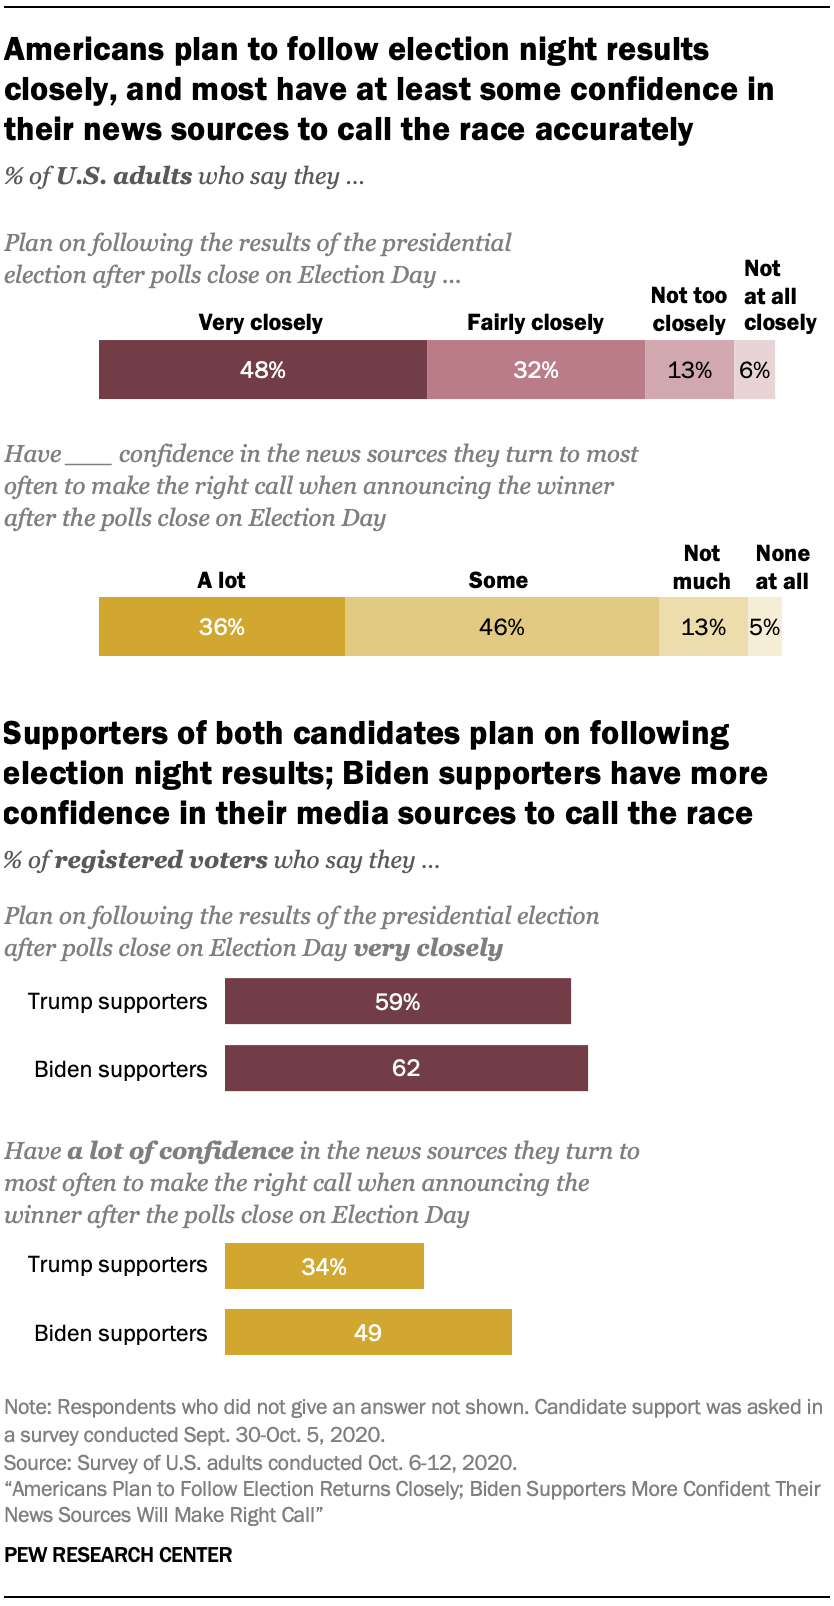 Americans plan to follow election night results
closely, and most have at least some confidence in
their news sources to call the race accurately
% of U.S. adults who say they ...
Plan on following the results of the presidential
election after polls close on Election Day ...
Very closely
Fairly closely
Not too
closely
Not
at all
closely
48%
32%
13%
6%
Have ____ confidence in the news sources they turn to most
often to make the right call when announcing the winner
after the polls close on Election Day
A lot
Some
Not
much
None
at all
36%
46%
13%
5%
Supporters of both candidates plan on following
election night results; Biden supporters have more
confidence in their media sources to call the race
% of registered voters who say they ...
Plan on following the results of the presidential election
after polls close on Election Day very closely
Trump supporters 59%
Biden supporters 62
Have a lot of confidence in the news sources they turn to
most often to make the right call when announcing the
winner after the polls close on Election Day
Trump supporters 34%
Biden supporters 49
Note: Respondents who did not give an answer not shown. Candidate support was asked in
a survey conducted Sept. 30-Oct. 5, 2020.
Source: Survey of U.S. adults conducted Oct. 6-12, 2020.
“Americans Plan to Follow Election Returns Closely; Biden Supporters More Confident Their
News Sources Will Make Right Call”
PEW RESEARCH CENTER